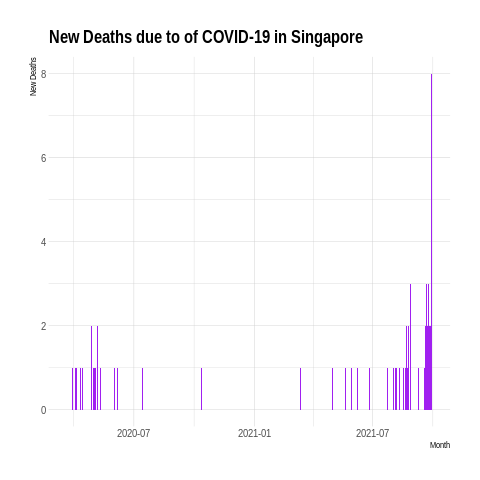 New Deaths due to of COVID-19 in Singapore
New Deaths
8
6
4
2
0
2020-07
2021-01
2021-07
Month